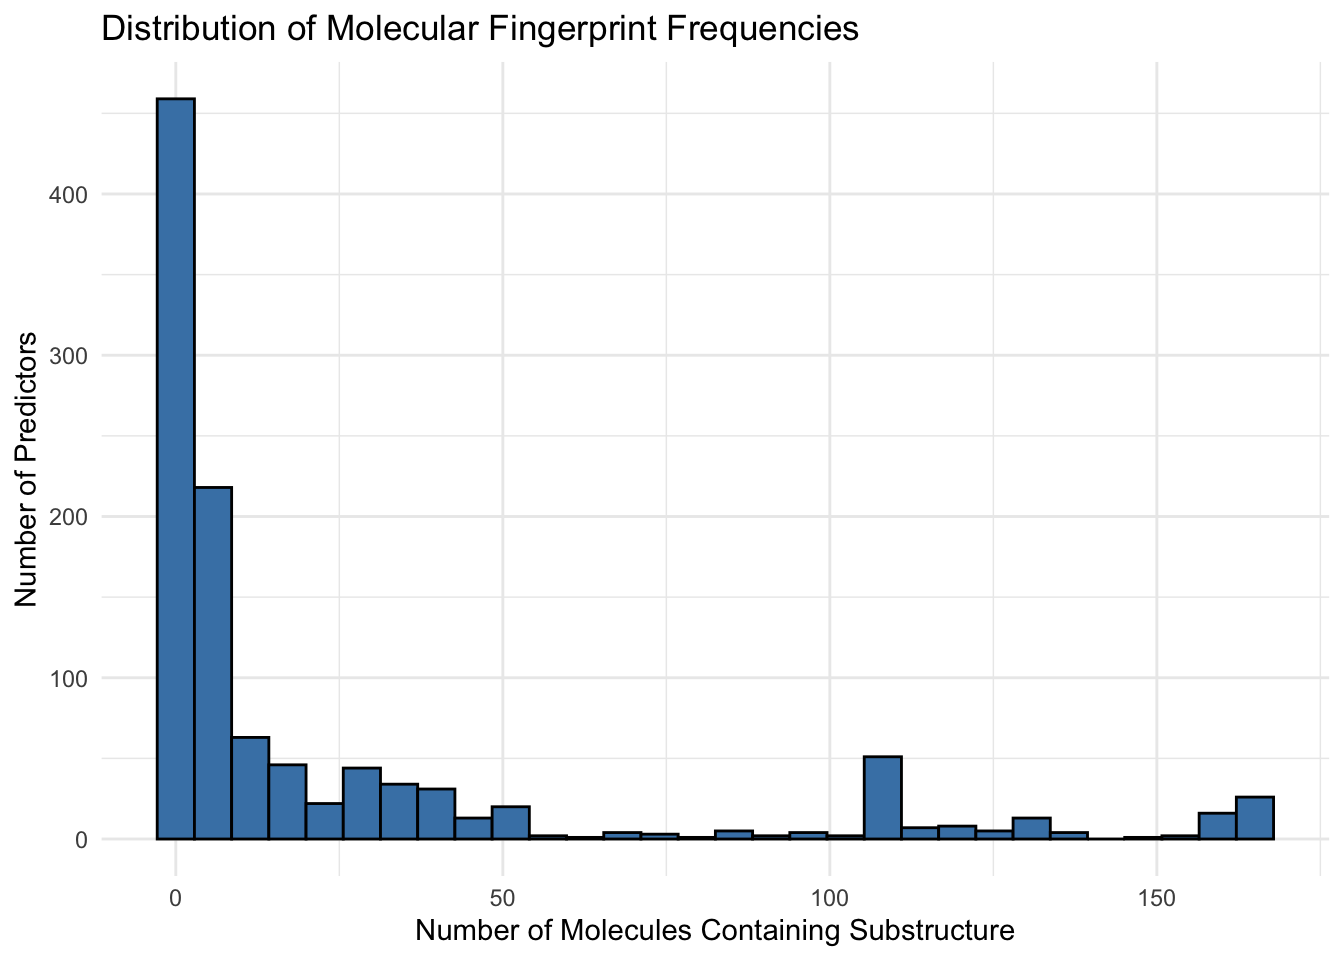 Distribution of Molecular Fingerprint Frequencies
400
300
200
100
0
Number of Predictors
0 50 100 150
Number of Molecules Containing Substructure